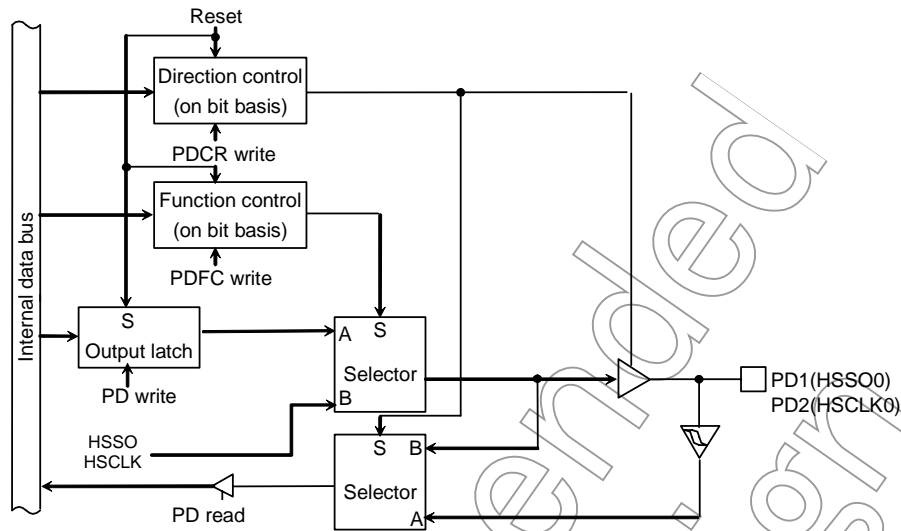 Reset
Direction control
(on bit basis)
PDCR write
Function control
(on bit basis)
PDFC write
Internal data bus
S
Output latch
PD write
A
S
Selector
B
HSSO
HSCLK
S
B
Selector
A
PD read
PD1(HSSO0)
PD2(HSCLK0)
ended